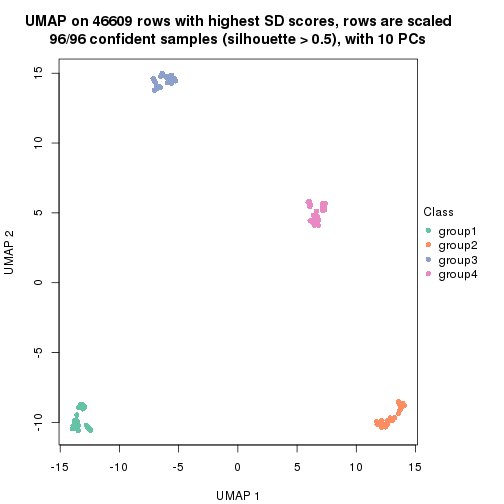 UMAP on 46609 rows with highest SD scores, rows are scaled
96/96 confident samples (silhouette > 0.5), with 10 PCs
15
10
5
0
-5
-10
UMAP 2
-15
-10
-5
0
5
10
15
UMAP 1
Class
group1
group2
group3
group4